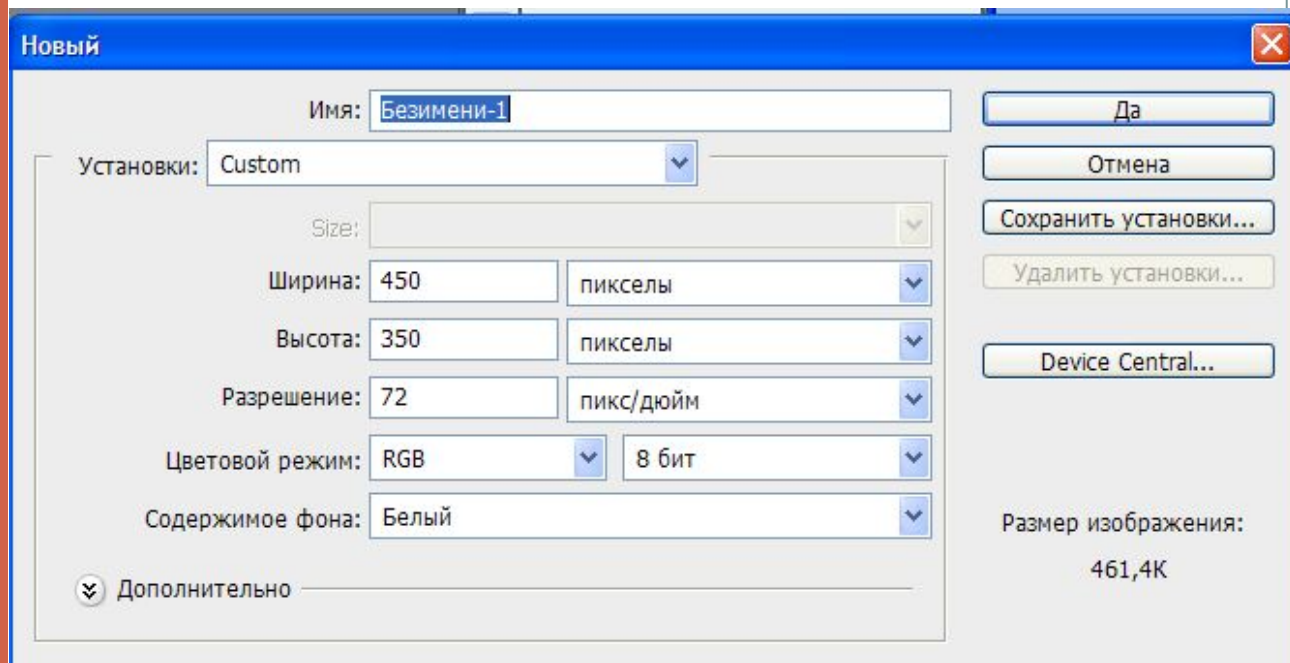 Новый
Имя: Безимени-1
Да
Установки: Custom
Отмена
Size:
Сохранить установки...
Ширина: 450 пикселы
Удалить установки...
Высота: 350 пикселы
Device Central...
Разрешение: 72 пикс/дюйм
Цветовой режим: RGB 8 бит
Содержимое фона: Белый
Размер изображения:
461,4K
Дополнительно